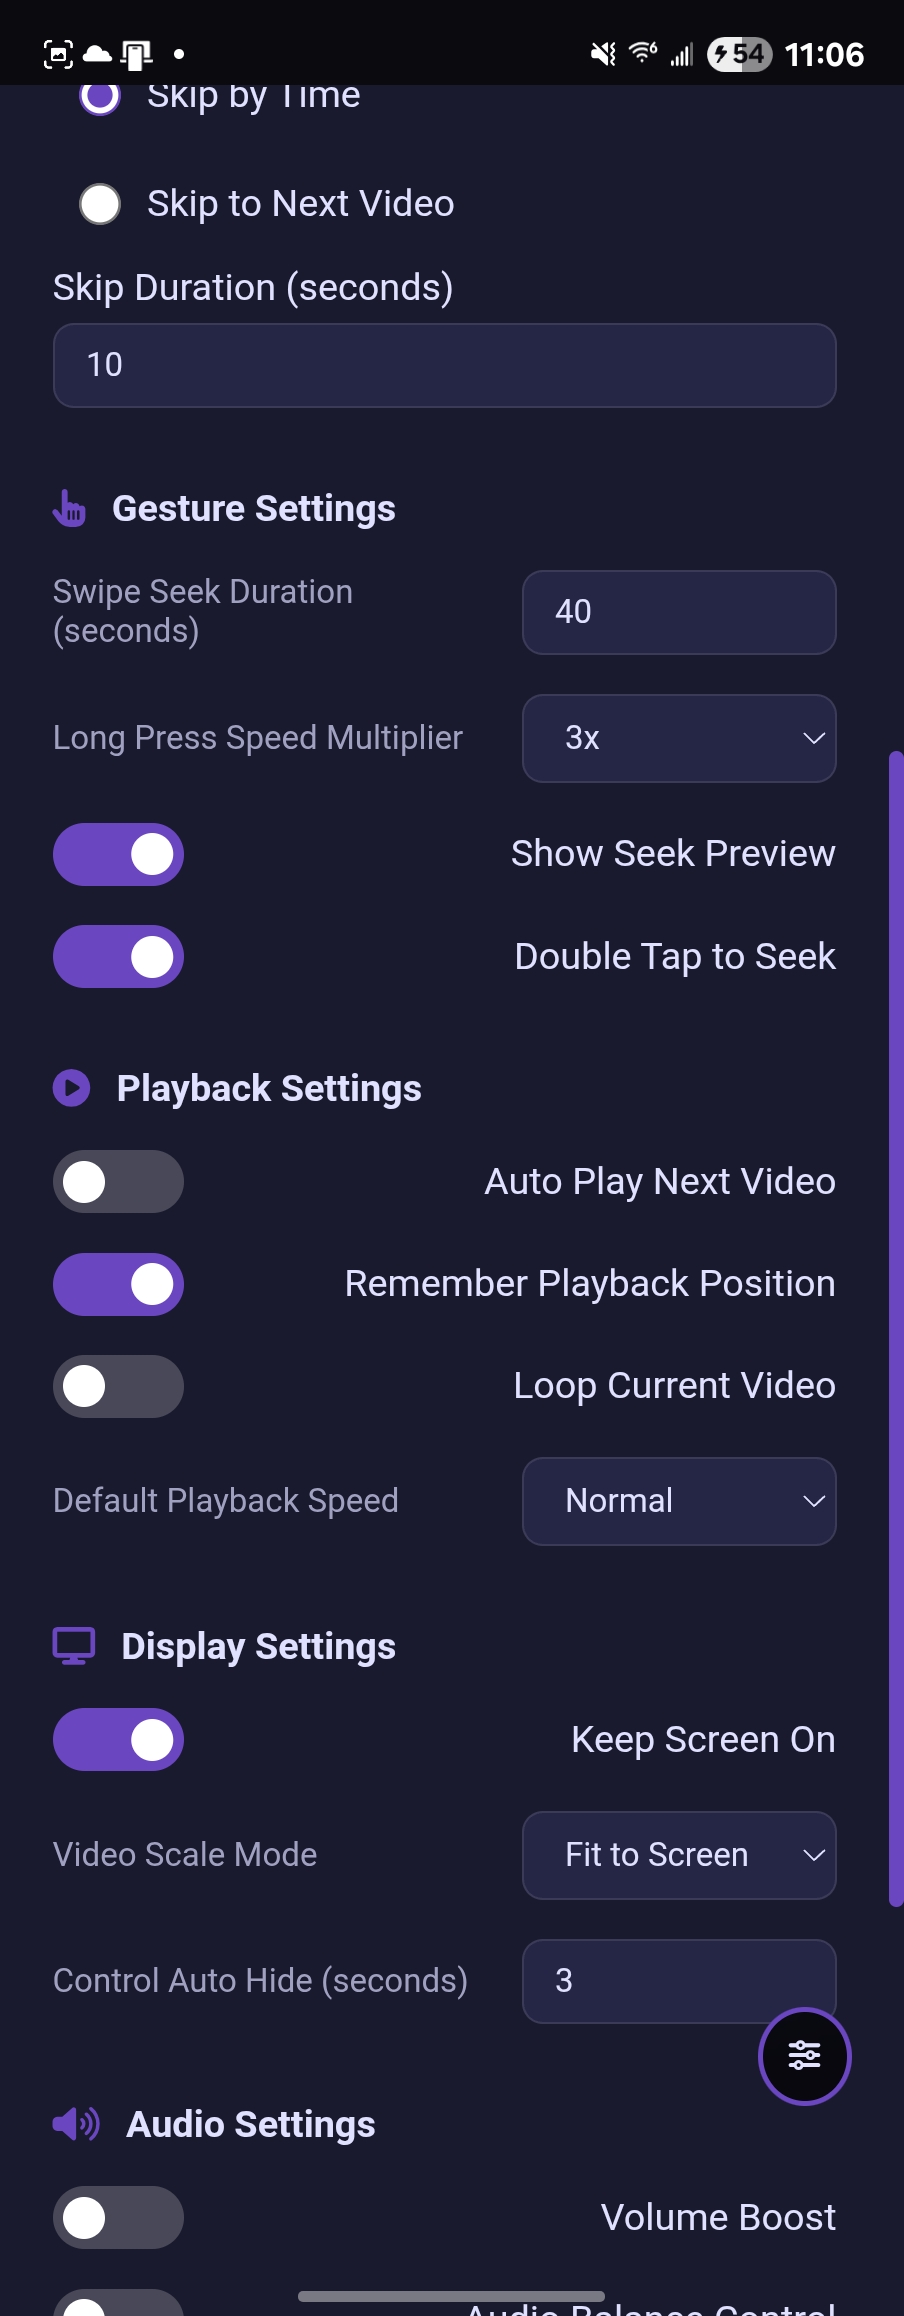 54 11:06
Skip by Time
Skip to Next Video
Skip Duration (seconds)
10
Gesture Settings
Swipe Seek Duration
(seconds)
40
Long Press Speed Multiplier 3x
Show Seek Preview
Double Tap to Seek
Playback Settings
Auto Play Next Video
Remember Playback Position
Loop Current Video
Default Playback Speed Normal
Display Settings
Keep Screen On
Video Scale Mode Fit to Screen
Control Auto Hide (seconds) 3
Audio Settings
Volume Boost
Audio Balance Control